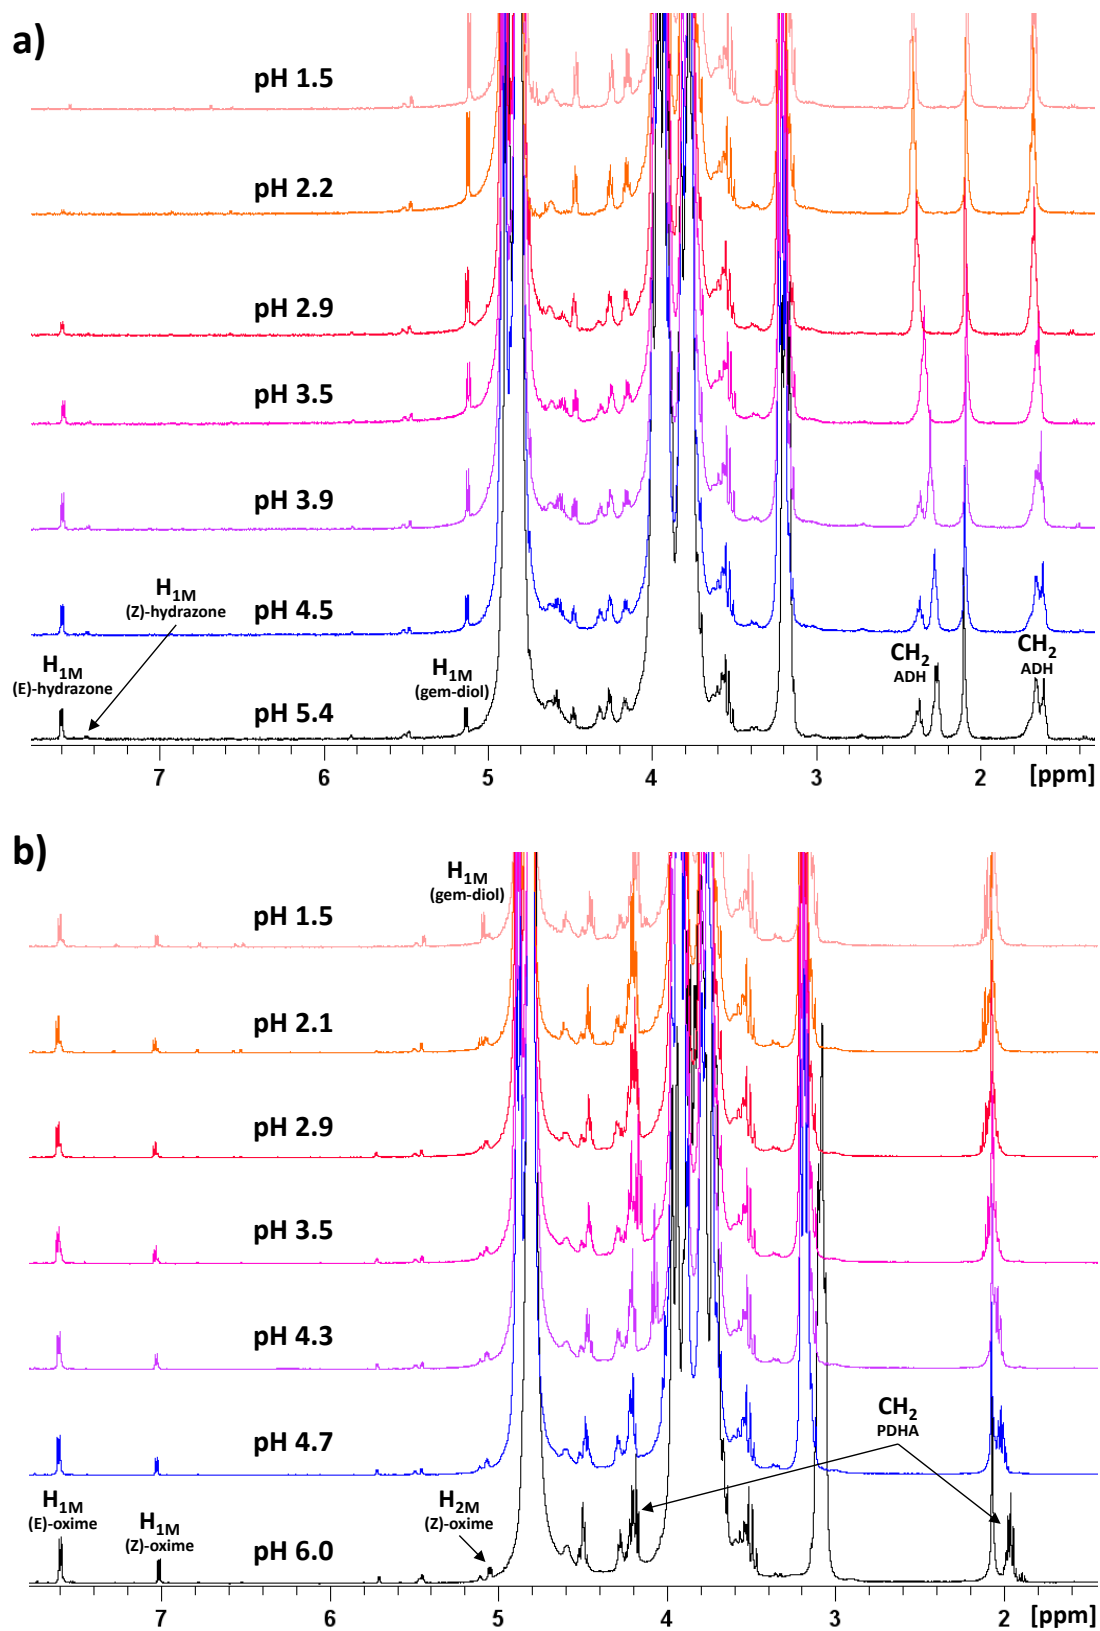 a)
pH 1.5
pH 2.2
pH 2.9
pH 3.5
pH 3.9
H1M
(Z)-hydrazone
pH 4.5
H1M
(E)-hydrazone
H1M
(gem-diol)
CH2
ADH
CH2
ADH
pH 5.4
7 6 5 4 3 2 [ppm]
b)
H1M
(gem-diol)
pH 1.5
pH 2.1
pH 2.9
pH 3.5
pH 4.3
pH 4.7
CH2
PDHA
H1M
(E)-oxime
H1M
(Z)-oxime
H2M
(Z)-oxime
pH 6.0
7 6 5 4 3 2 [ppm]